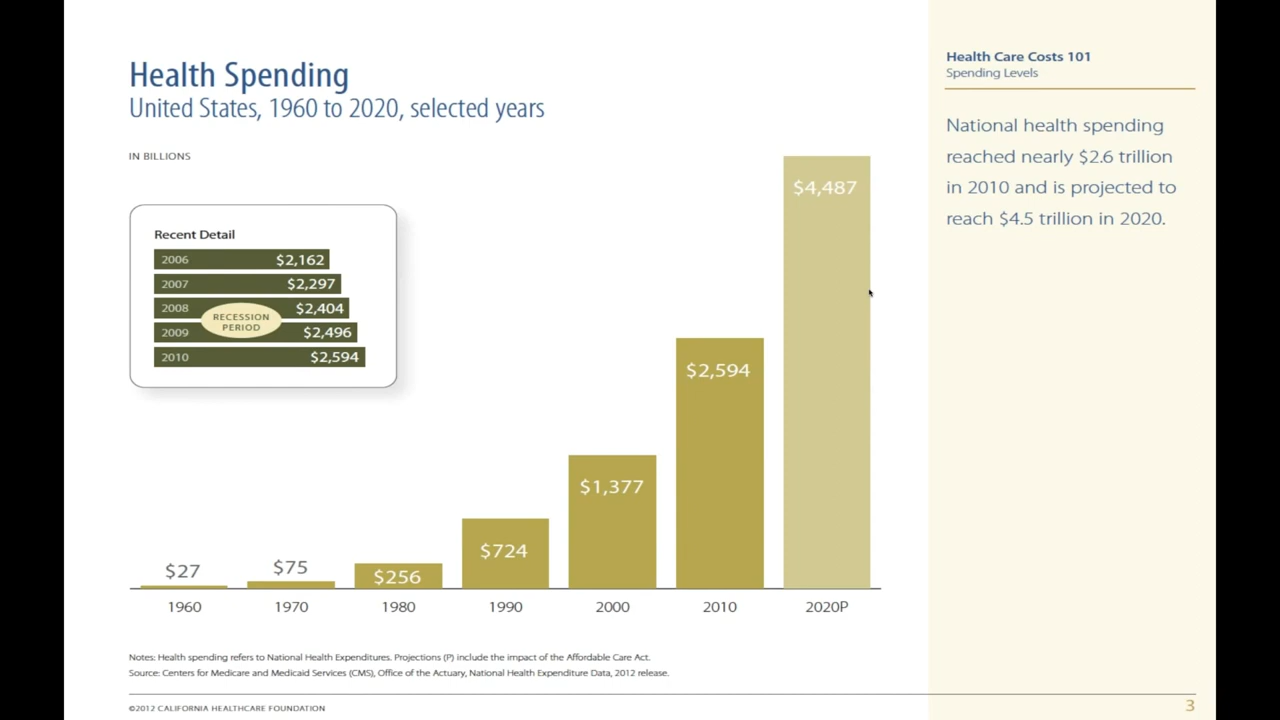 Health Spending
United States, 1960 to 2020, selected years
IN BILLIONS
Recent Detail
2006 $2,162
2007 $2,297
2008 $2,404
RECESSION
PERIOD
2009 $2,496
2010 $2,594
$27
$75
$256
$724
$1,377
$2,594
$4,487
1960 1970 1980 1990 2000 2010 2020P
Notes: Health spending refers to National Health Expenditures. Projections (P) include the impact of the Affordable Care Act.
Source: Centers for Medicare and Medicaid Services (CMS), Office of the Actuary, National Health Expenditure Data, 2012 release.
©2012 CALIFORNIA HEALTHCARE FOUNDATION
Health Care Costs 101
Spending Levels
National health spending
reached nearly $2.6 trillion
in 2010 and is projected to
reach $4.5 trillion in 2020.
3